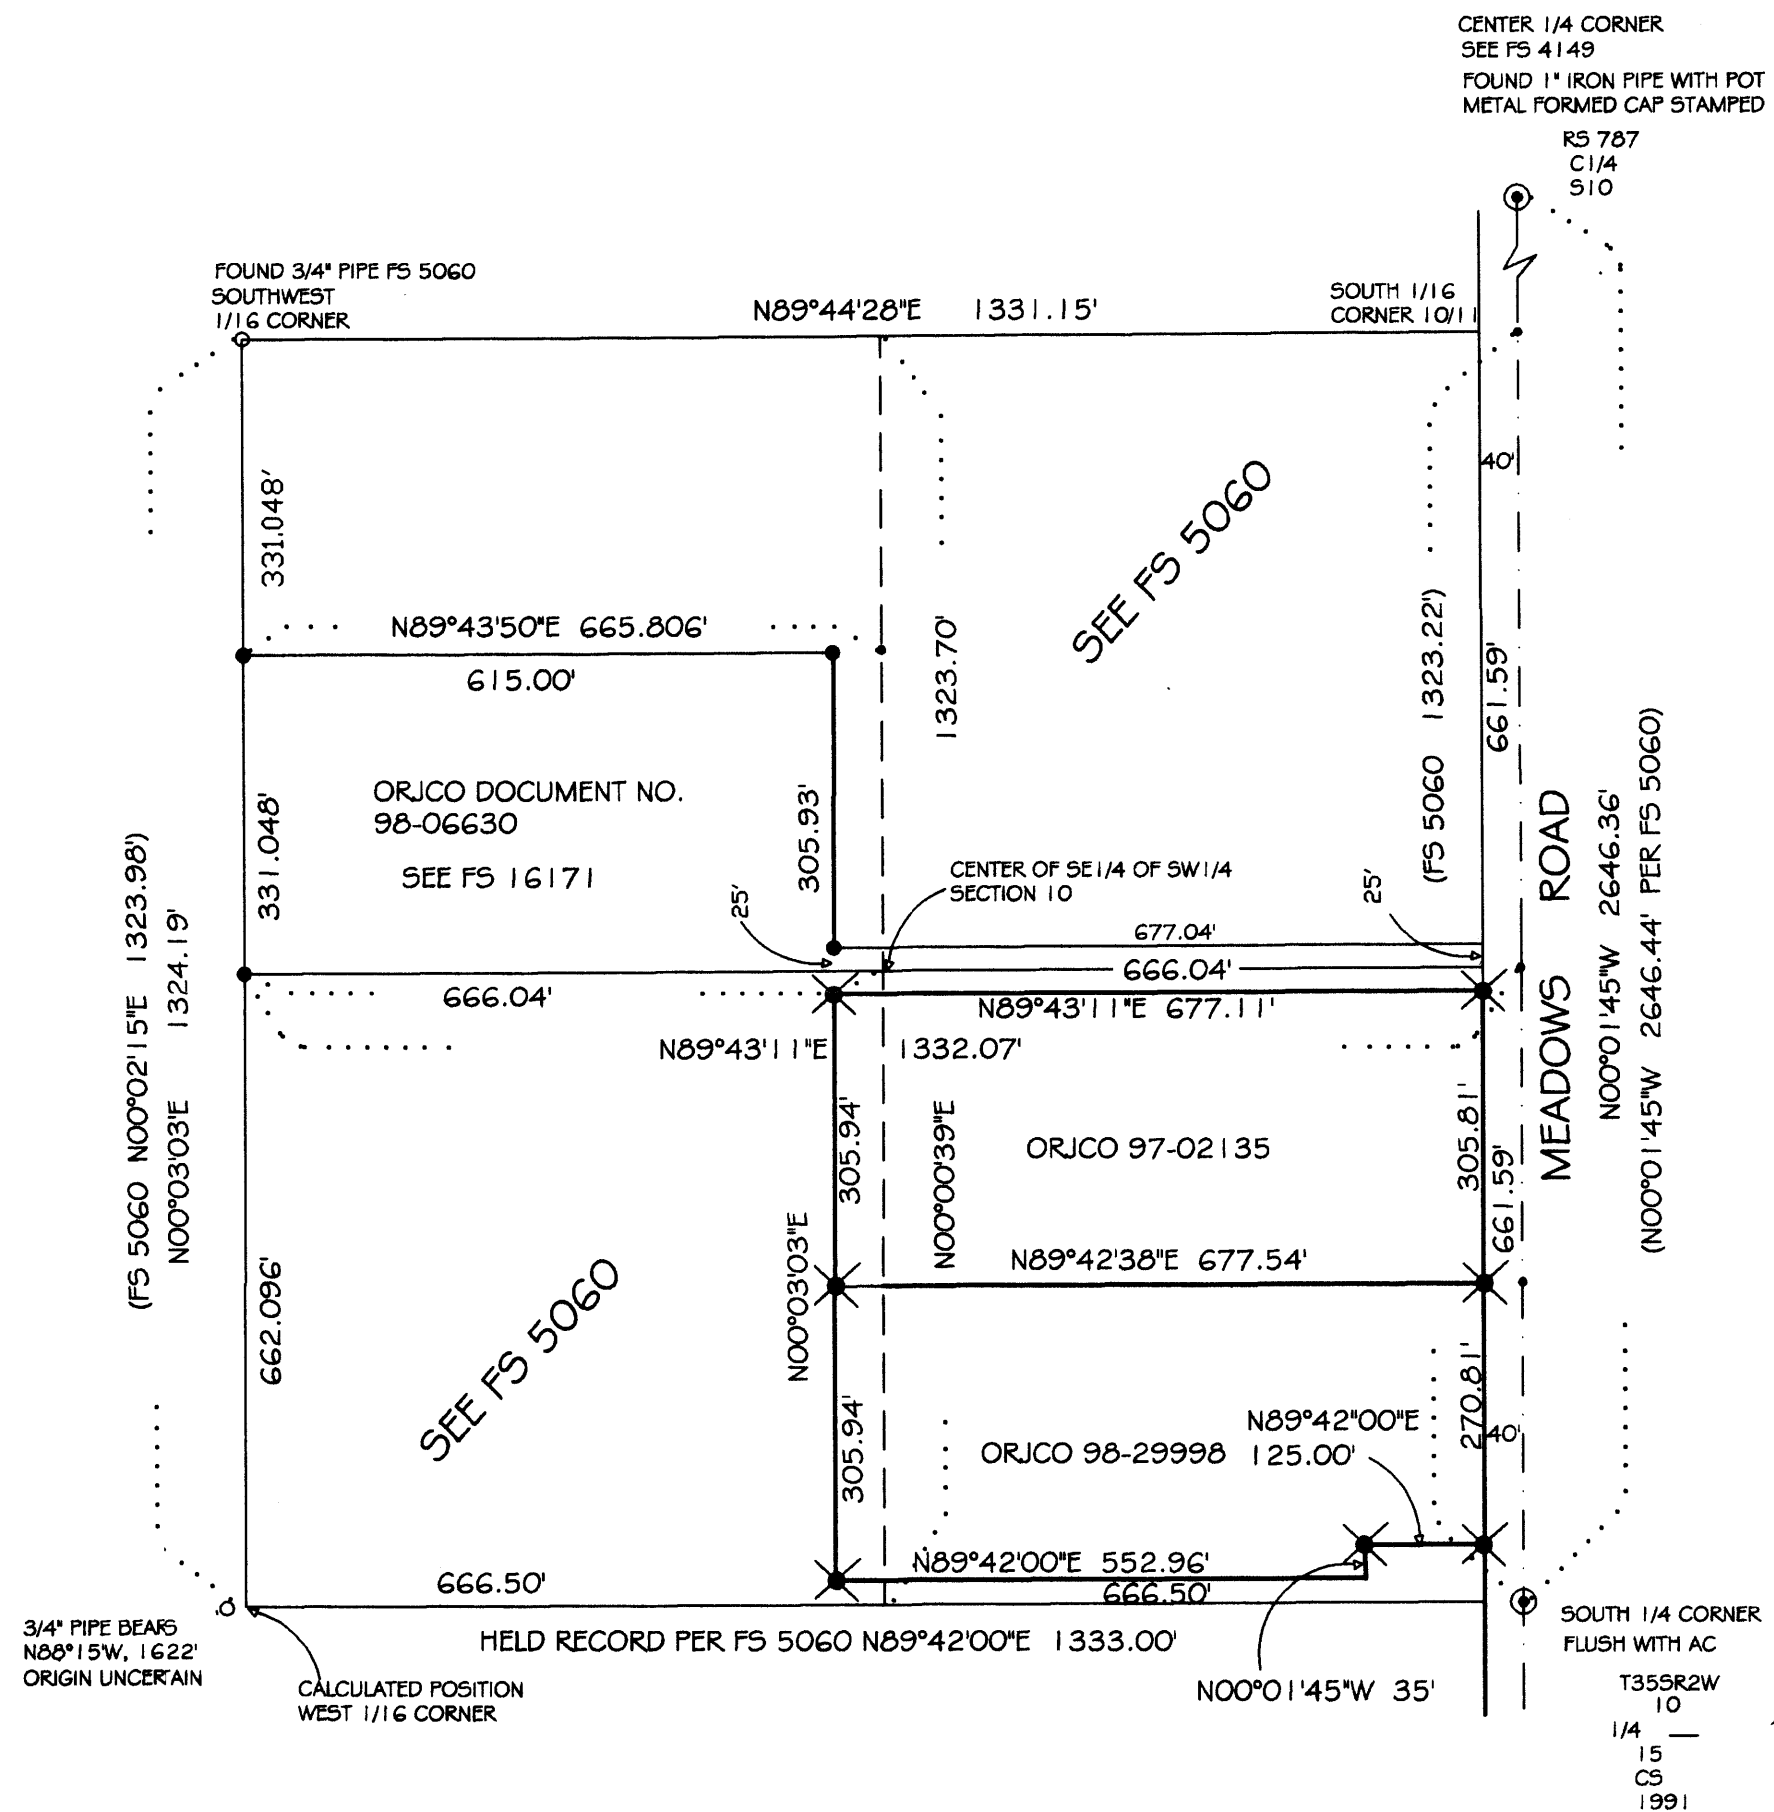 CENTER 1/4 CORNER
SEE FS 4149
FOUND 1" IRON PIPE WITH POT
METAL FORMED CAP STAMPED
RS 787
C1/4
S10
FOUND 3/4" PIPE FS 5060
SOUTHWEST
1/16 CORNER
N89°44'28"E 1331.15'
SOUTH 1/16
CORNER 10/11
331.048'
40'
SEE FS 5060
N89°43'50"E 665.806'
615.00'
1323.70'
(FS 5060 1323.22')
661.59'
ORJCO DOCUMENT NO.
98-06630
SEE FS 16171
331.048'
305.93'
25'
CENTER OF SE1/4 OF SW1/4
SECTION 10
25'
MEADOWS ROAD
N00°01'45"W 2646.36'
(N00°01'45"W 2646.44' PER FS 5060)
(FS 5060 N00°02'15"E 1323.98')
N00°03'03'E 1324.19'
677.04'
666.04'
666.04'
N89°43'11"E 677.11'
N89°43'11"E 1332.07'
305.94'
N00°00'39"E
ORJCO 97-02135
305.81'
661.59'
N00°03'03"E
N89°42'38"E 677.54'
662.096'
SEE FS 5060
305.94'
ORJCO 98-29998
N89°42"00"E
125.00'
270.81'
40'
N89°42'00"E 552.96'
666.50'
666.50'
3/4" PIPE BEARS
N88°15'W, 1622'
ORIGIN UNCERTAIN
HELD RECORD PER FS 5060 N89°42'00"E 1333.00'
CALCULATED POSITION
WEST 1/16 CORNER
N00°01'45"W 35'
SOUTH 1/4 CORNER
FLUSH WITH AC
T35SR2W
10
1/4 —
15
CS
1991